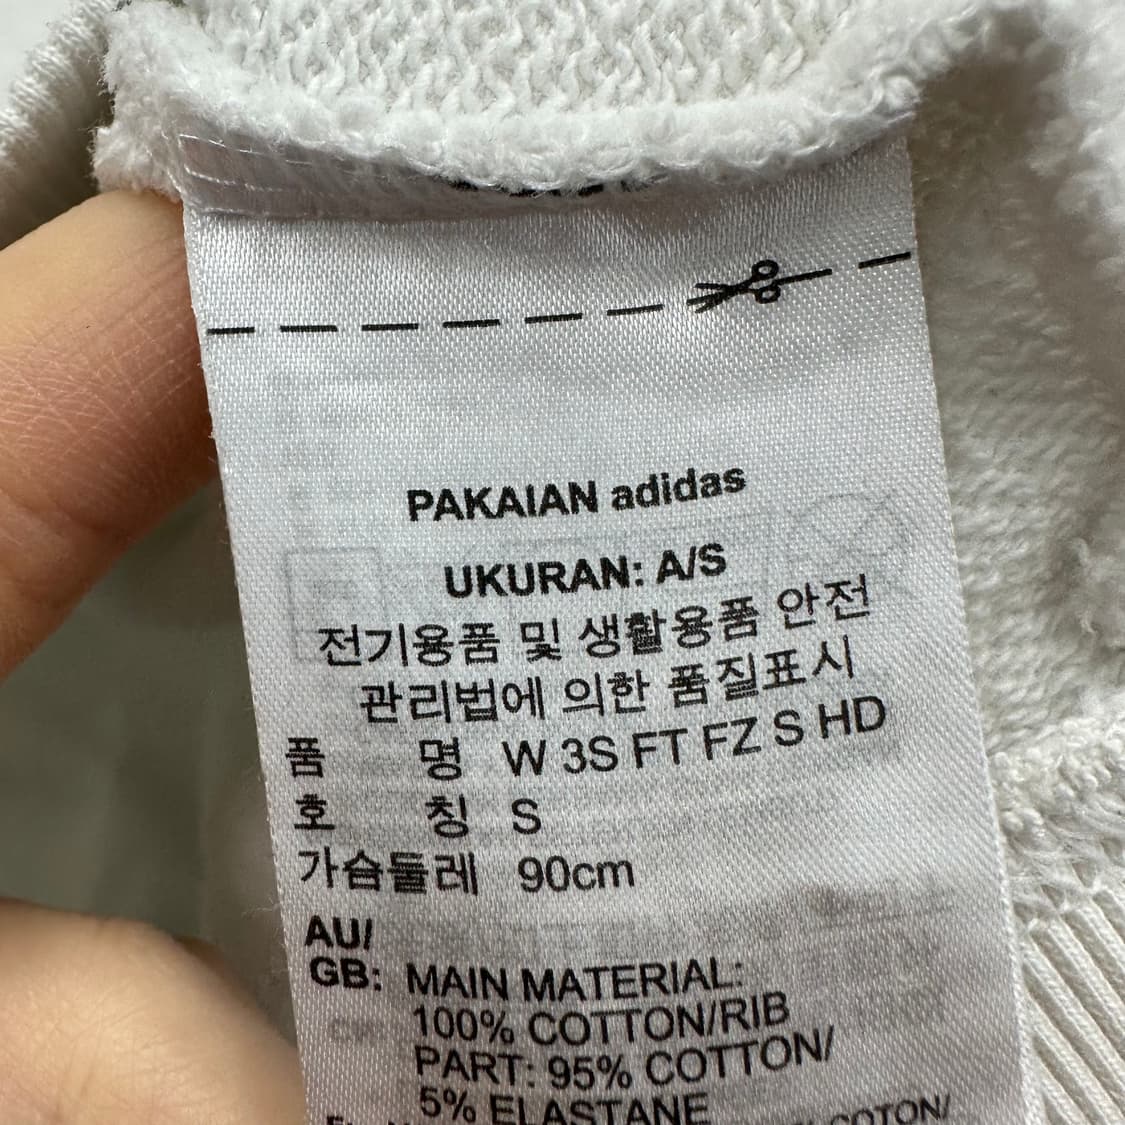 PAKAIAN adidas
UKURAN: A/S
전기용품 및 생활용품 안전
관리법에 의한 품질표시
품 명 W 3S FT FZ S HD
호 칭 S
가슴둘레 90cm
AU/
GB: MAIN MATERIAL:
100% COTTON/RIB
PART: 95% COTTON/
5% ELASTANE